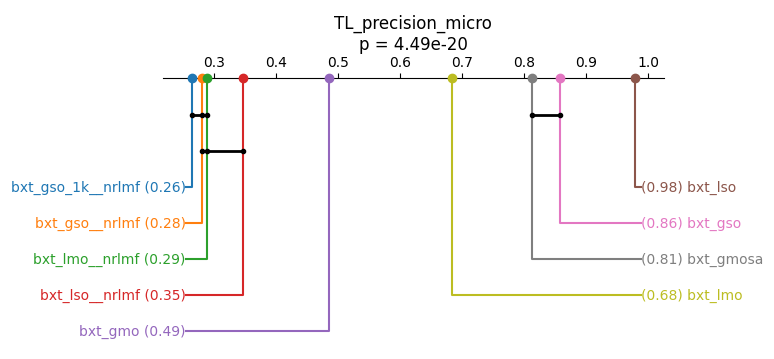 TL_precision_micro
p = 4.49e-20
0.3 0.4 0.5 0.6 0.7 0.8 0.9 1.0
bxt_gso_1k__nrlmf (0.26) (0.98) bxt_lso
bxt_gso__nrlmf (0.28) (0.86) bxt_gso
bxt_lmo__nrlmf (0.29) (0.81) bxt_gmosa
bxt_lso__nrlmf (0.35) (0.68) bxt_lmo
bxt_gmo (0.49)